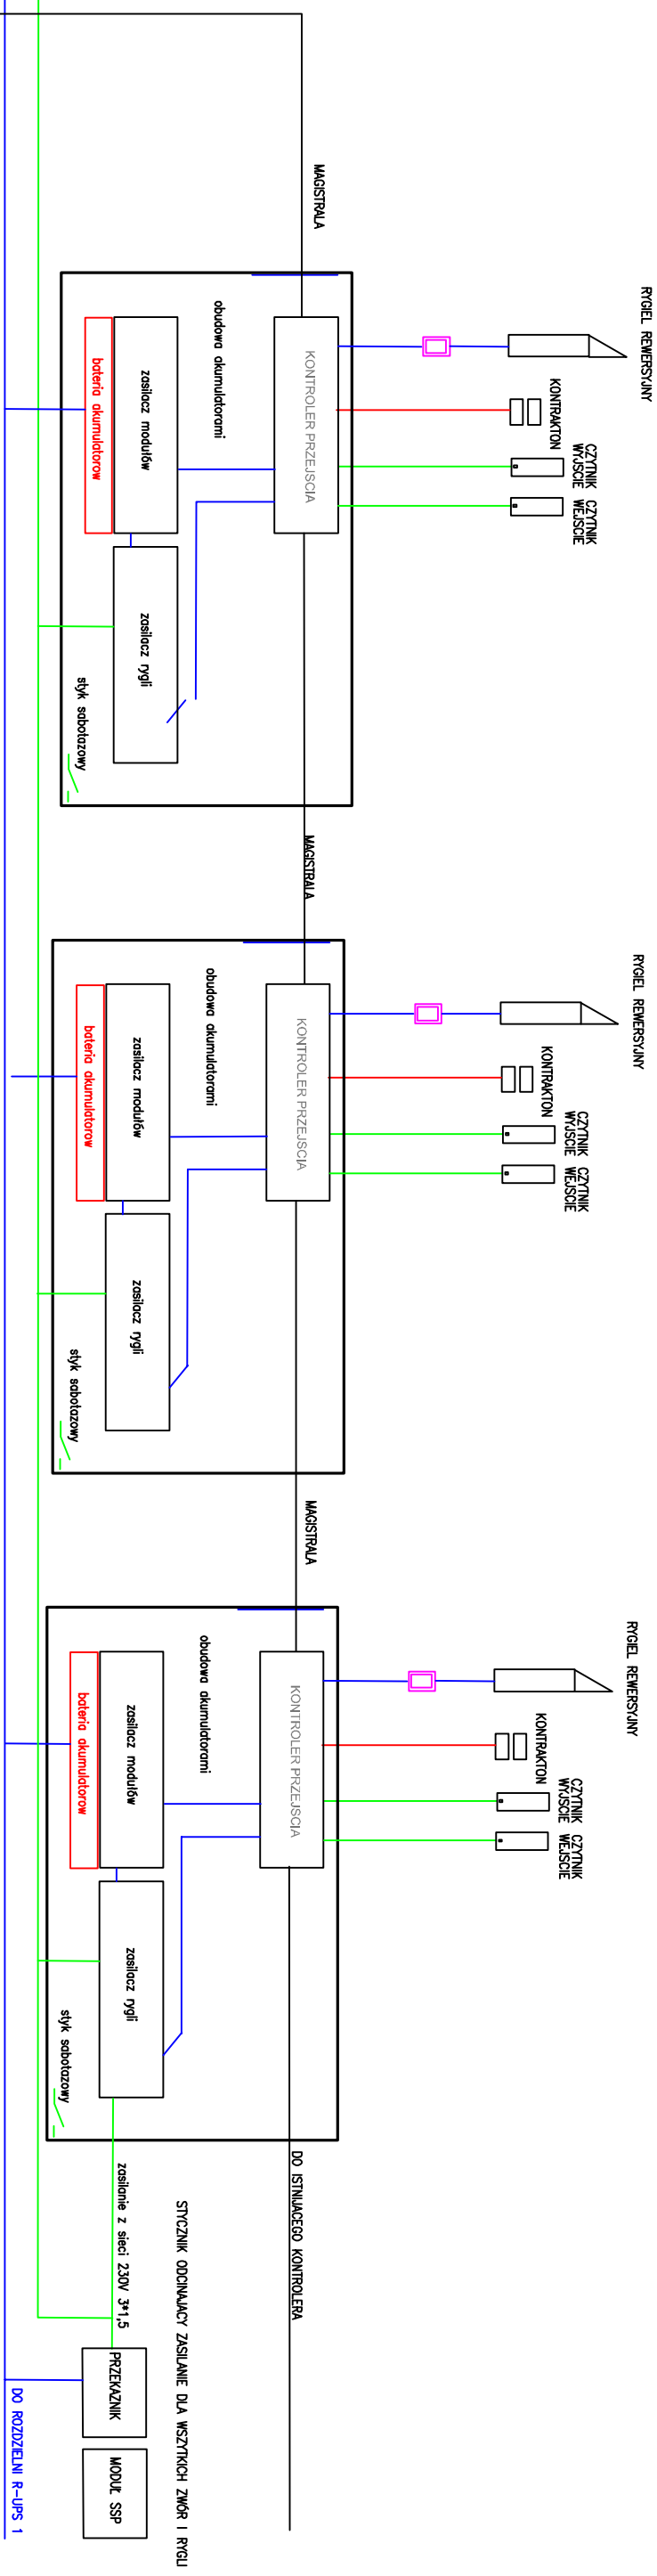 RYGIEL REWERSYJNY
KONTRAKTON
CZYTNIK
WYJSCIE
CZYTNIK
WEJSCIE
MAGISTRALA
KONTROLER PRZEJSCIA
obudowa akumulatorami
zasilacz modułów
bateria akumulatorow
zasilacz rygli
styk sabotazowy
MAGISTRALA
RYGIEL REWERSYJNY
KONTRAKTON
CZYTNIK
WYJSCIE
CZYTNIK
WEJSCIE
KONTROLER PRZEJSCIA
obudowa akumulatorami
zasilacz modułów
bateria akumulatorow
zasilacz rygli
styk sabotazowy
MAGISTRALA
RYGIEL REWERSYJNY
KONTRAKTON
CZYTNIK
WYJSCIE
CZYTNIK
WEJSCIE
KONTROLER PRZEJSCIA
obudowa akumulatorami
zasilacz modułów
bateria akumulatorow
zasilacz rygli
styk sabotazowy
DO ISTNIJACEGO KONTROLERA
STYCZNIK ODCINAJACY ZASILANIE DLA WSZYTKICH ZWÓR I RYGLI
zasilanie z sieci 230V 3*1,5
PRZEKAZNIK
MODUŁ SSP
DO ROZDZIELNI R-UPS 1